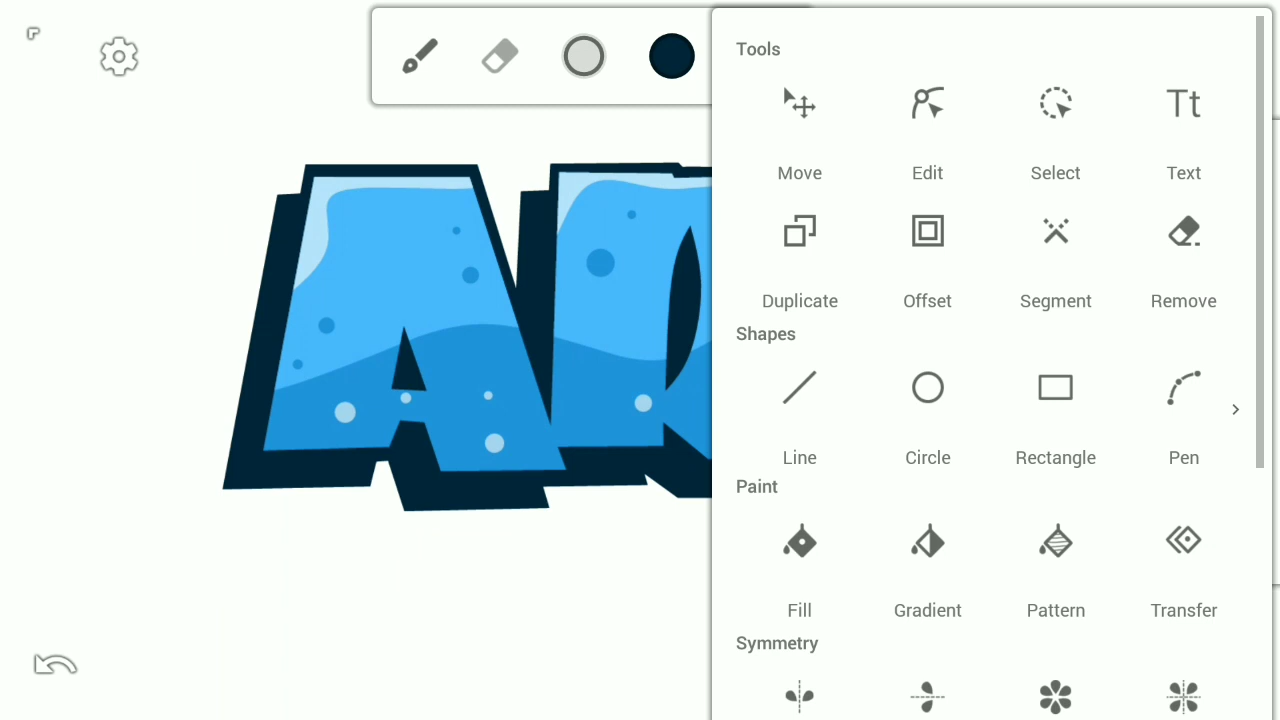 Tools
Move Edit Select Text
Duplicate Offset Segment Remove
Shapes
Line Circle Rectangle Pen
Paint
Fill Gradient Pattern Transfer
Symmetry